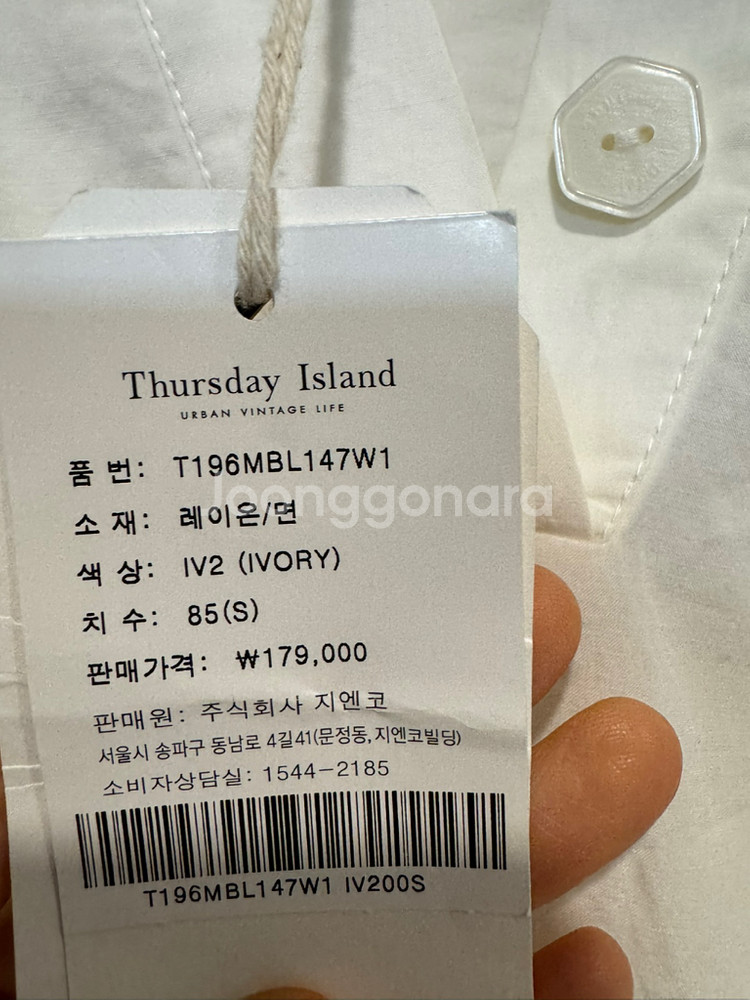 Thursday Island
URBAN VINTAGE LIFE
품 번: T196MBL147W1
joonggonara
소 재: 레이온/면
색 상: IV2 (IVORY)
치 수: 85(S)
판매가격: ₩179,000
판매원: 주식회사 지엔코
서울시 송파구 동남로 4길41(문정동,지엔코빌딩)
소비자상담실: 1544-2185
T196MBL147W1 IV200S